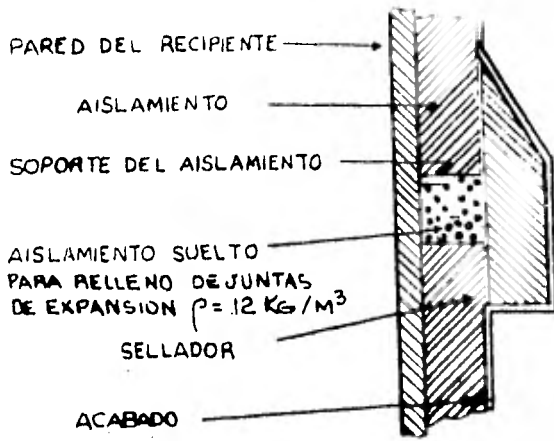 PARED DEL RECIPIENTE
AISLAMIENTO
SOPORTE DEL AISLAMIENTO
AISLAMIENTO SUELTO
PARA RELLENO DE JUNTAS
DE EXPANSION ρ=12 KG/M³
SELLADOR
ACABADO